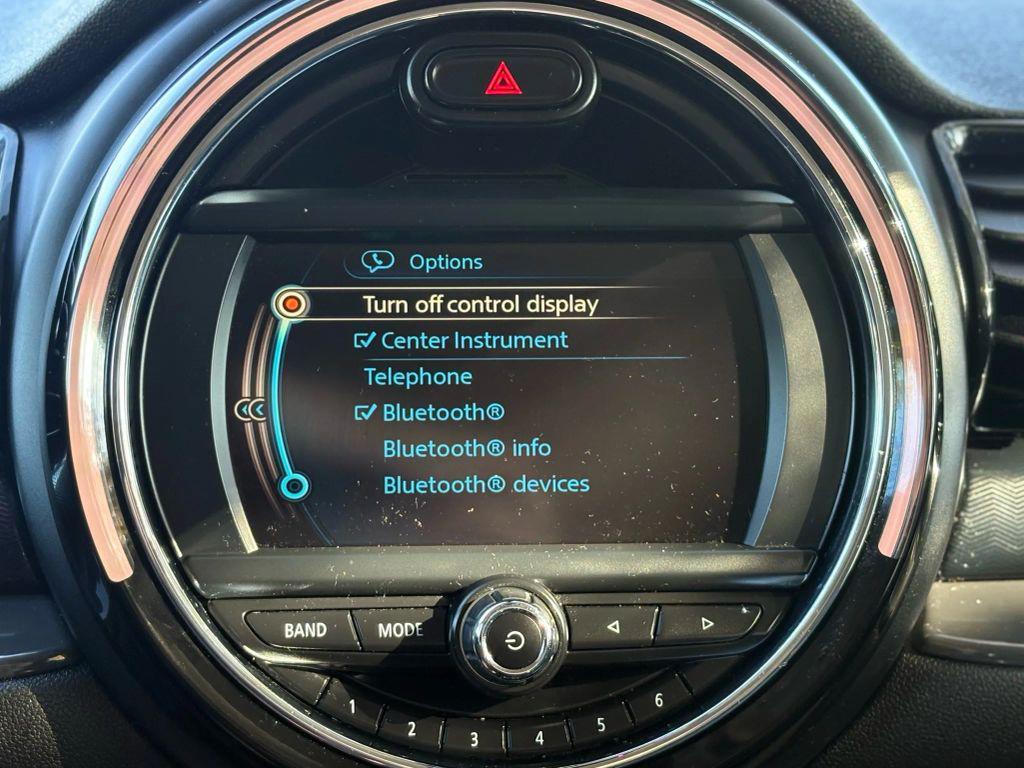 Options
Turn off control display
Center Instrument
Telephone
Bluetooth®
Bluetooth® info
Bluetooth® devices
BAND MODE
1 2 3 4 5 6